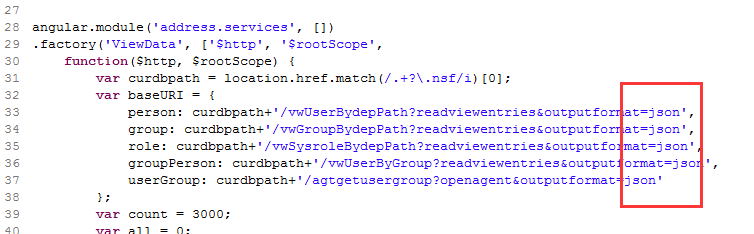 27
28 angular.module('address.services', [])
29 .factory('ViewData', ['$http', '$rootScope',
30     function($http, $rootScope) {
31         var curdbpath = location.href.match(/.+?\.nsf/i)[0];
32         var baseURI = {
33             person: curdbpath+'/vwUserBydepPath?readviewentries&outputformat=json',
34             group: curdbpath+'/vwGroupBydepPath?readviewentries&outputformat=json',
35             role: curdbpath+'/vwSysroleBydepPath?readviewentries&outputformat=json',
36             groupPerson: curdbpath+'/vwUserByGroup?readviewentries&outputformat=json',
37             userGroup: curdbpath+'/agtgetusergroup?openagent&outputformat=json'
38         };
39         var count = 3000;
40         var all = 0;